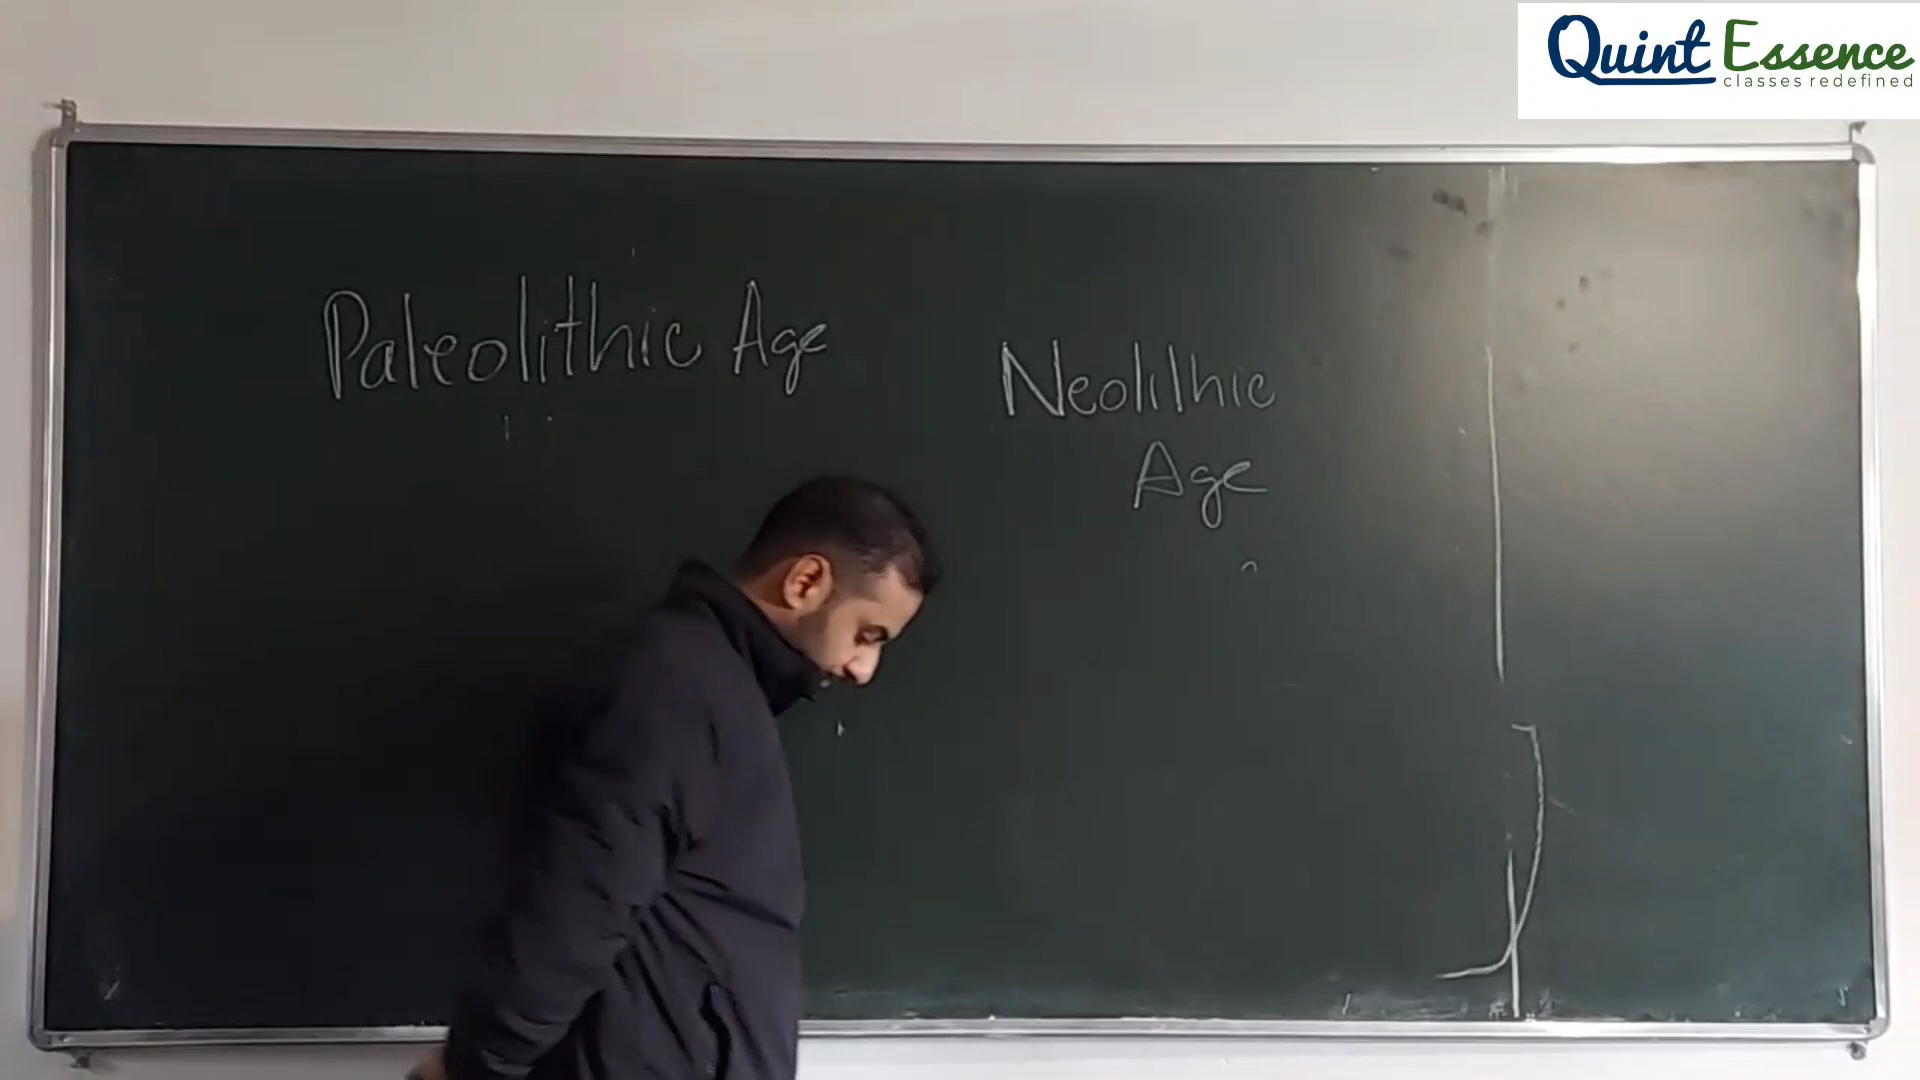 Quint Essence
classes redefined
Paleolithic Age
Neolithic
Age